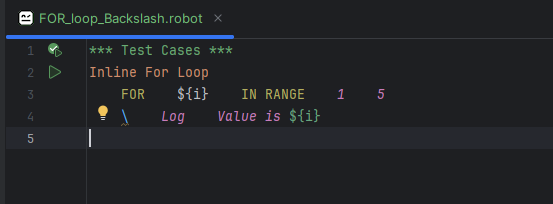 FOR_loop_Backslash.robot ×
1 *** Test Cases ***
2 Inline For Loop
3     FOR    ${i}    IN RANGE    1    5
4     \    Log    Value is ${i}
5